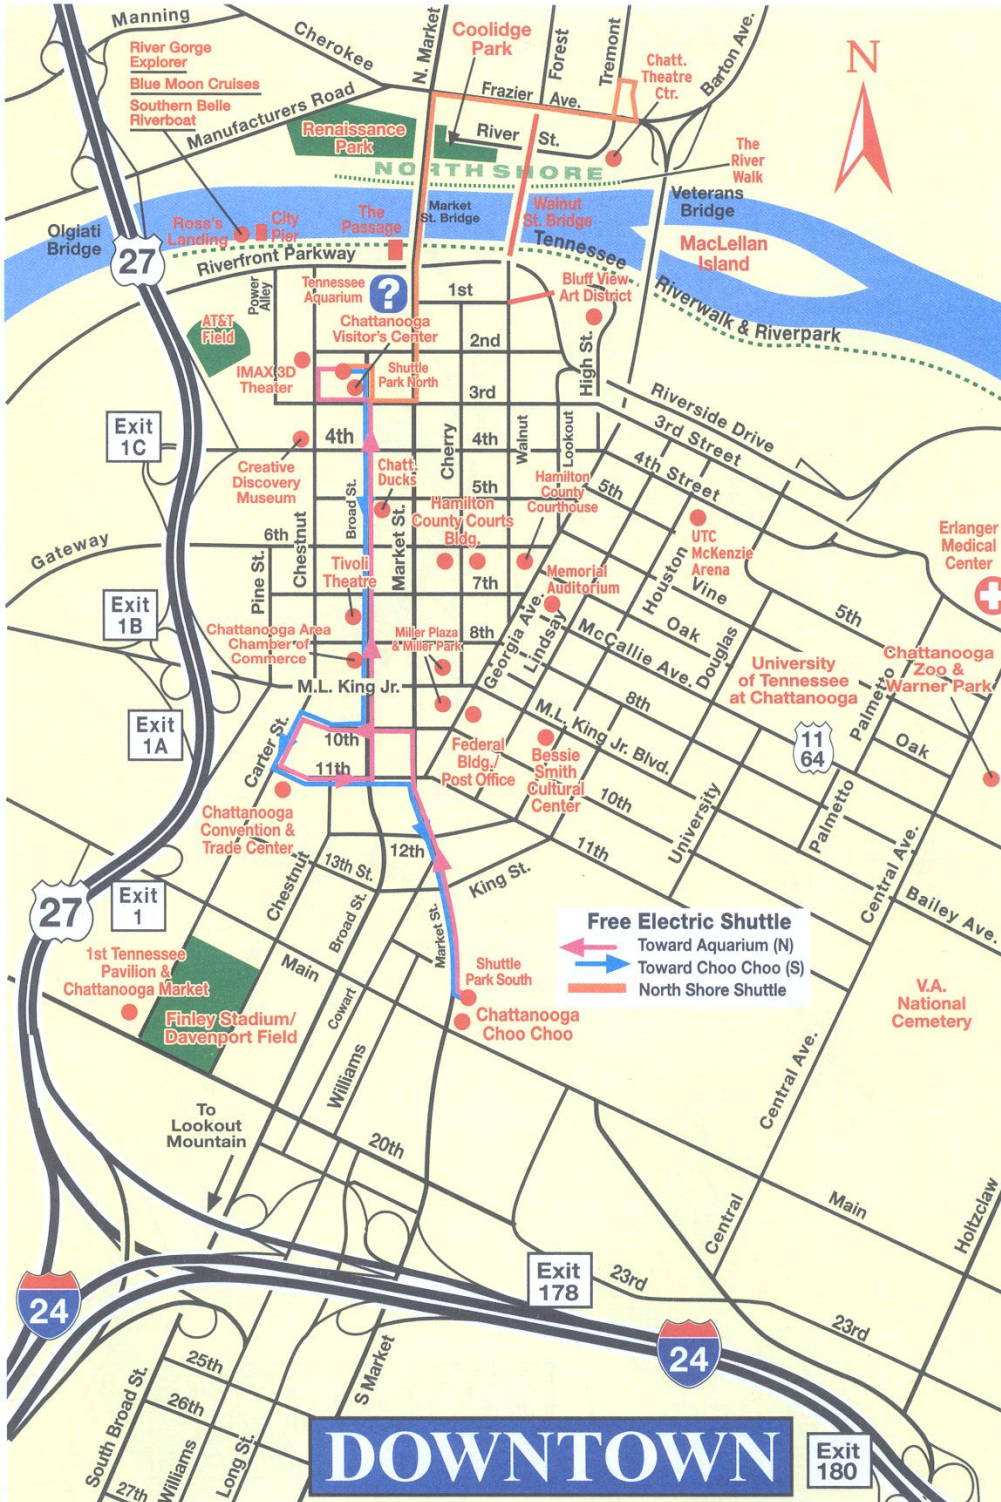 Manning
Cherokee
N. Market
Coolidge
Park
Forest
Tremont
Barton Ave.
N
River Gorge
Explorer
Blue Moon Cruises
Southern Belle
Riverboat
Manufacturers Road
Chatt.
Theatre
Ctr.
Frazier Ave.
Renaissance
Park
River St.
NORTH SHORE
The
River
Walk
Olgiati
Bridge
27
Ross's
Landing
City
Pier
The
Passage
Market
St. Bridge
Walnut
St. Bridge
Veterans
Bridge
Tennessee
MacLellan
Island
Riverfront Parkway
Riverwalk & Riverpark
Power
Alley
Tennessee
Aquarium
?
1st
Bluff View
Art District
AT&T
Field
Chattanooga
Visitor's Center
2nd
High St.
IMAX 3D
Theater
Shuttle
Park North
3rd
Riverside Drive
3rd Street
Exit
1C
4th
Cherry
4th
Walnut
Lookout
4th Street
Creative
Discovery
Museum
Chatt.
Ducks
5th
Hamilton
County
Courthouse
5th
Broad St.
Market St.
Hamilton
County Courts
Bldg.
UTC
McKenzie
Arena
Erlanger
Medical
Center
Gateway
6th
Chestnut
Pine St.
Tivoli
Theatre
7th
Memorial
Auditorium
Houston
Vine
5th
Exit
1B
Chattanooga Area
Chamber of
Commerce
Miller Plaza
& Miller Park
8th
Georgia Ave.
Lindsay
McCallie Ave.
Oak
Douglas
University
of Tennessee
at Chattanooga
Chattanooga
Zoo &
Warner Park
Palmetto
M.L. King Jr.
M.L. King Jr. Blvd.
8th
11
64
Oak
Exit
1A
Carter St.
10th
11th
Federal
Bldg./
Post Office
Bessie
Smith
Cultural
Center
10th
University
Palmetto
Chattanooga
Convention &
Trade Center
12th
13th St.
11th
King St.
Central Ave.
Bailey Ave.
Exit
1
27
Chestnut
Broad St.
Market St.
Free Electric Shuttle
Toward Aquarium (N)
Toward Choo Choo (S)
North Shore Shuttle
1st Tennessee
Pavilion &
Chattanooga Market
Main
Shuttle
Park South
Chattanooga
Choo Choo
V.A.
National
Cemetery
Finley Stadium/
Davenport Field
Cowart
Williams
Central Ave.
To
Lookout
Mountain
20th
Main
Central
Holtzclaw
Exit
178
23rd
23rd
24
24
25th
S Market
26th
South Broad St.
Williams
Long St.
27th
DOWNTOWN
Exit
180